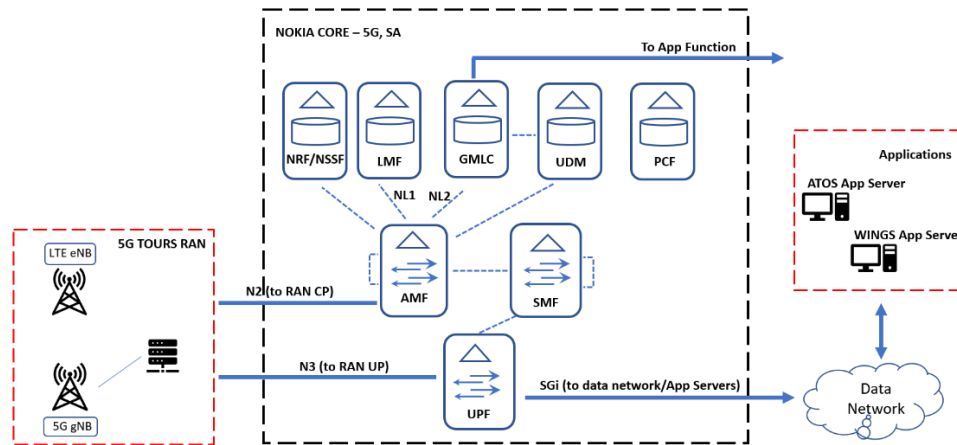 NOKIA CORE – 5G, SA
To App Function
NRF/NSSF
LMF
GMLC
UDM
PCF
NL1
NL2
Applications
ATOS App Server
WINGS App Server
5G TOURS RAN
LTE eNB
N2 (to RAN CP)
AMF
SMF
N3 (to RAN UP)
SGi (to data network/App Servers)
UPF
5G gNB
Data
Network